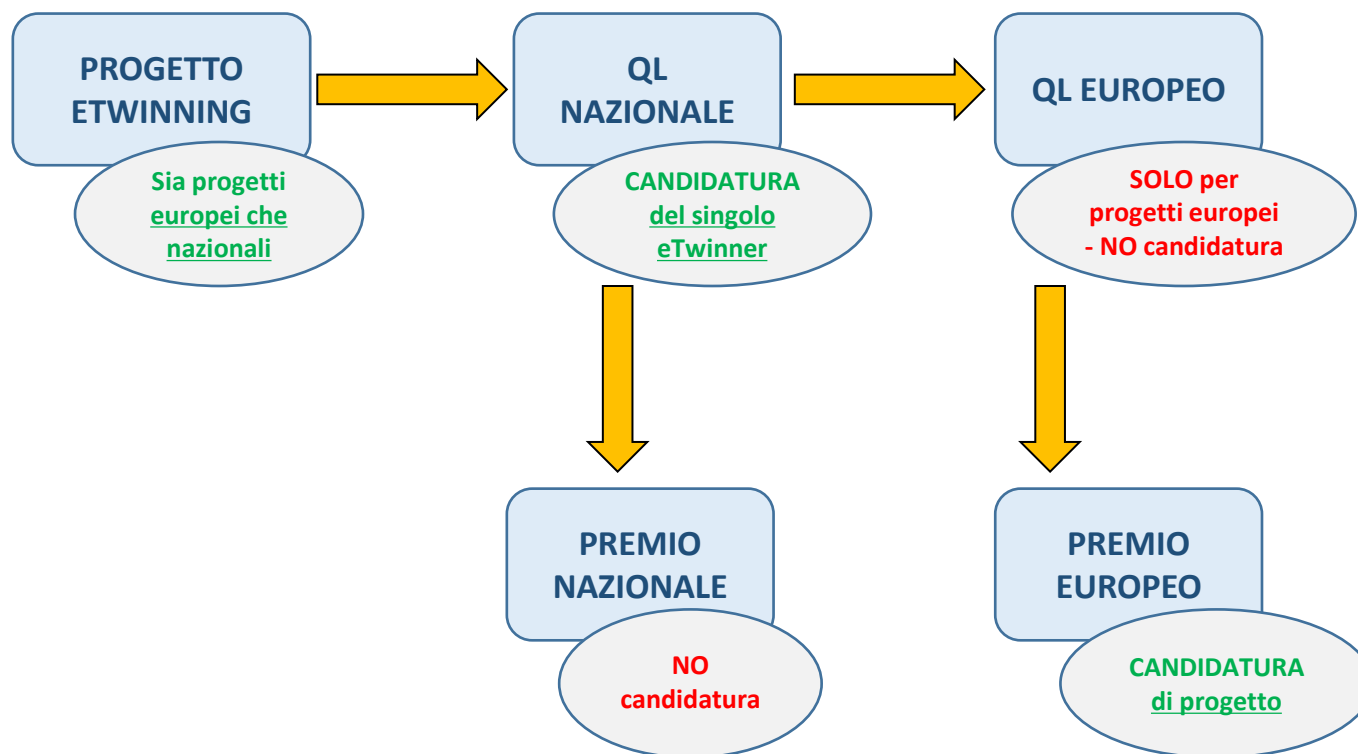 PROGETTO
ETWINNING
Sia progetti
europei che
nazionali
QL
NAZIONALE
CANDIDATURA
del singolo
eTwinner
QL EUROPEO
SOLO per
progetti europei
- NO candidatura
PREMIO
NAZIONALE
NO
candidatura
PREMIO
EUROPEO
CANDIDATURA
di progetto